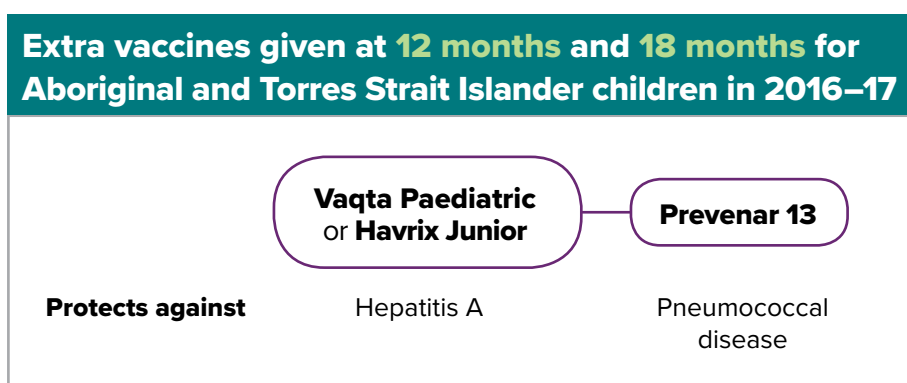 Extra vaccines given at 12 months and 18 months for
Aboriginal and Torres Strait Islander children in 2016–17
Vaqta Paediatric
or Havrix Junior
Prevenar 13
Protects against
Hepatitis A
Pneumococcal
disease